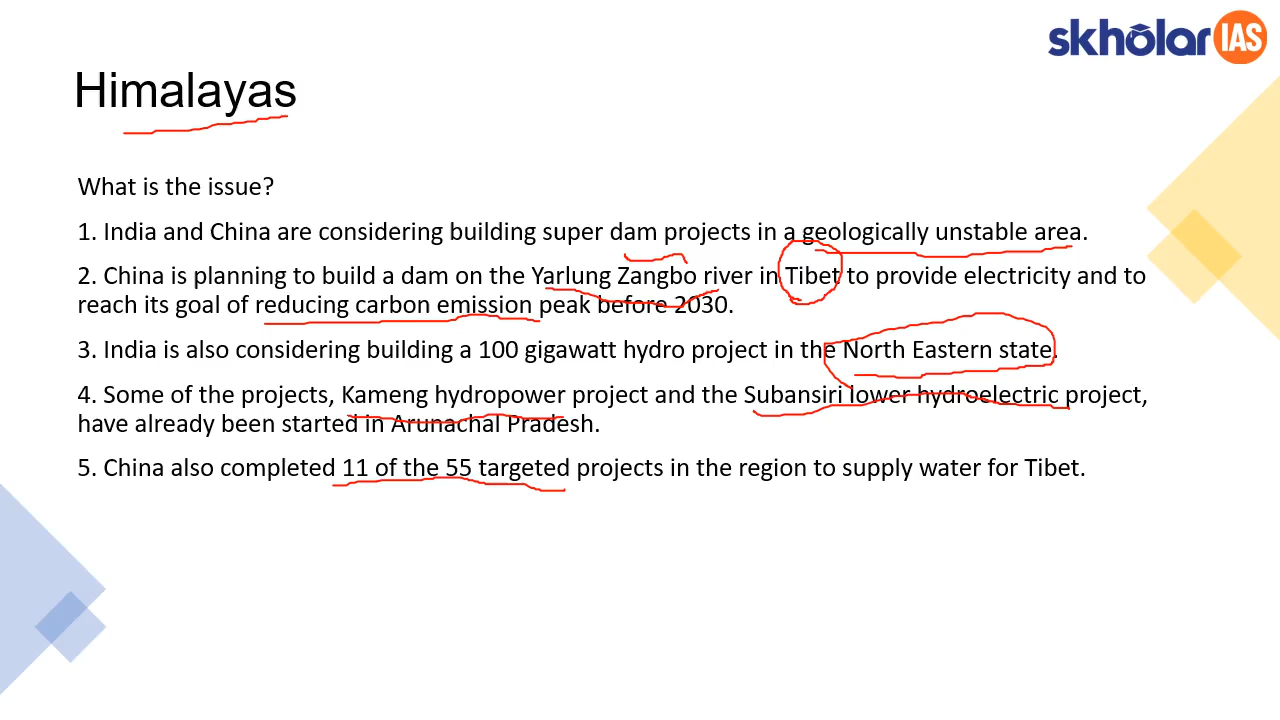 skholar IAS
Himalayas
What is the issue?
1. India and China are considering building super dam projects in a geologically unstable area.
2. China is planning to build a dam on the Yarlung Zangbo river in Tibet to provide electricity and to
reach its goal of reducing carbon emission peak before 2030.
3. India is also considering building a 100 gigawatt hydro project in the North Eastern state.
4. Some of the projects, Kameng hydropower project and the Subansiri lower hydroelectric project,
have already been started in Arunachal Pradesh.
5. China also completed 11 of the 55 targeted projects in the region to supply water for Tibet.